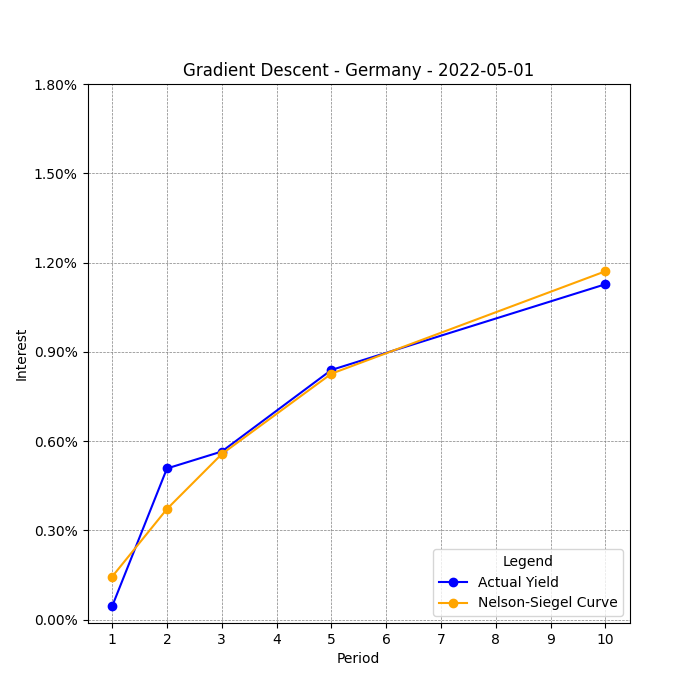 Gradient Descent - Germany - 2022-05-01
1.80%
1.50%
1.20%
0.90%
0.60%
0.30%
0.00%
Interest
1 2 3 4 5 6 7 8 9 10
Period
Legend
Actual Yield
Nelson-Siegel Curve